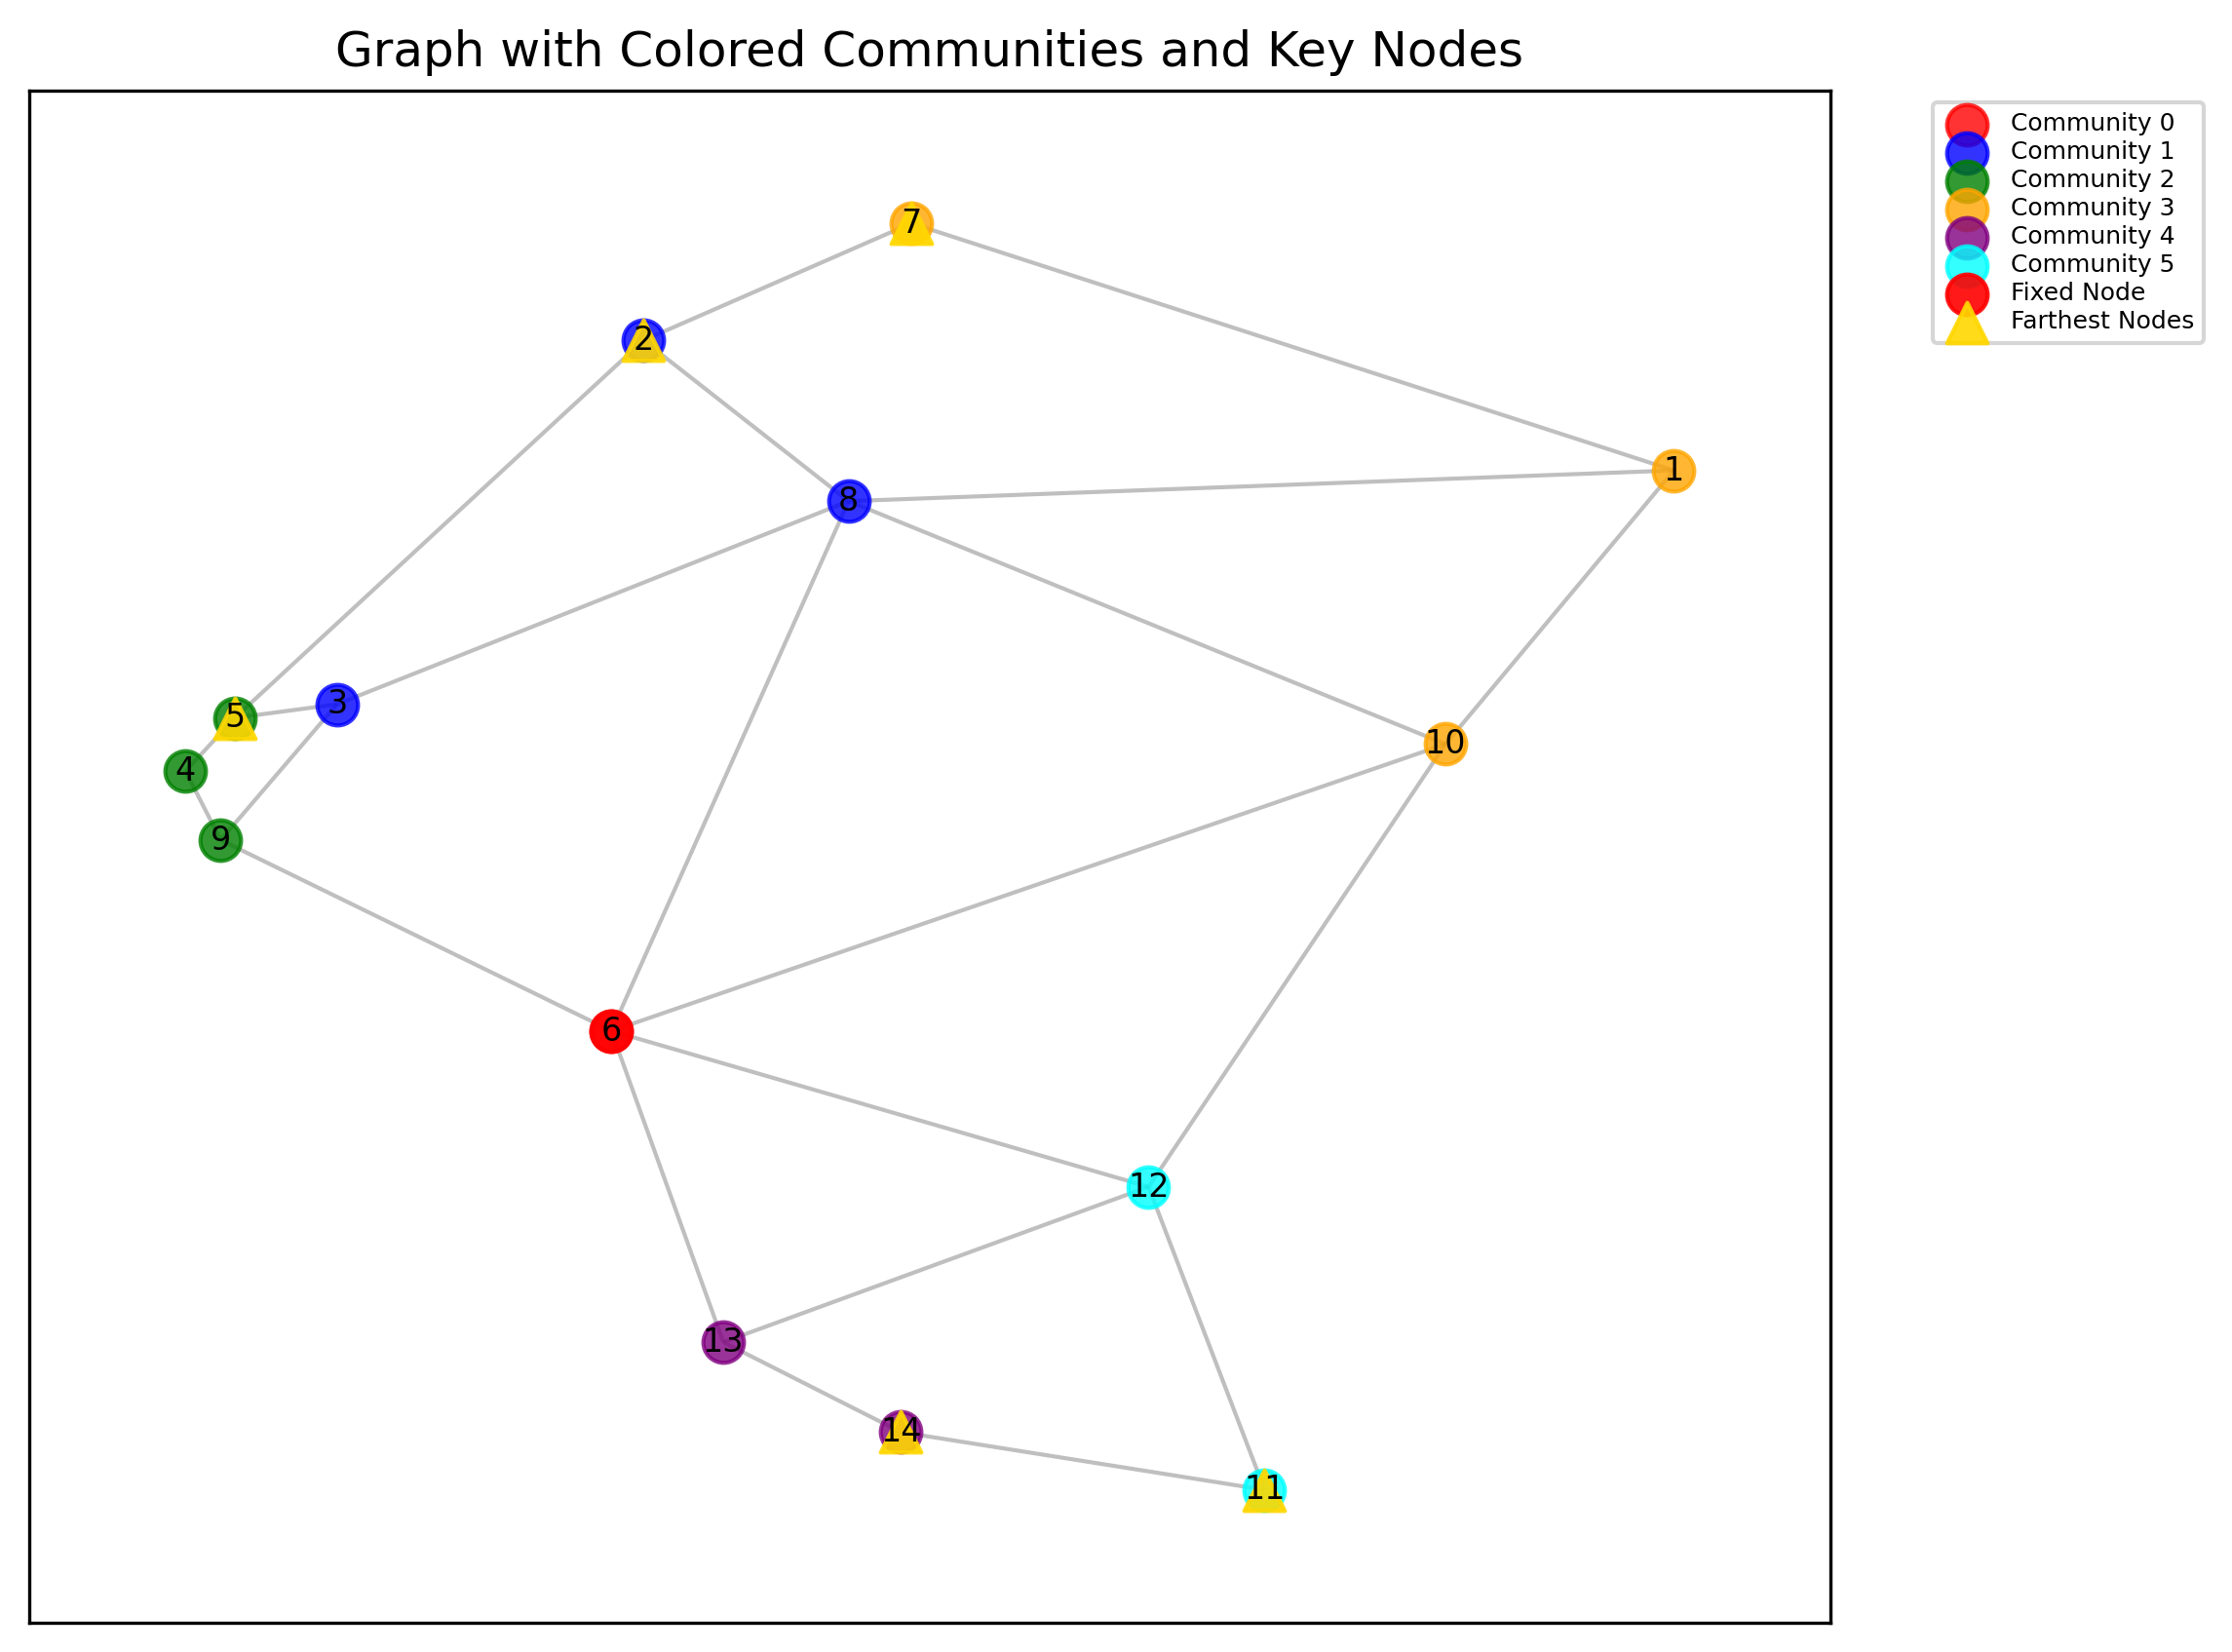 Graph with Colored Communities and Key Nodes
Community 0
Community 1
Community 2
Community 3
Community 4
Community 5
Fixed Node
Farthest Nodes
7
2
1
8
3
5
10
4
9
6
12
13
14
11